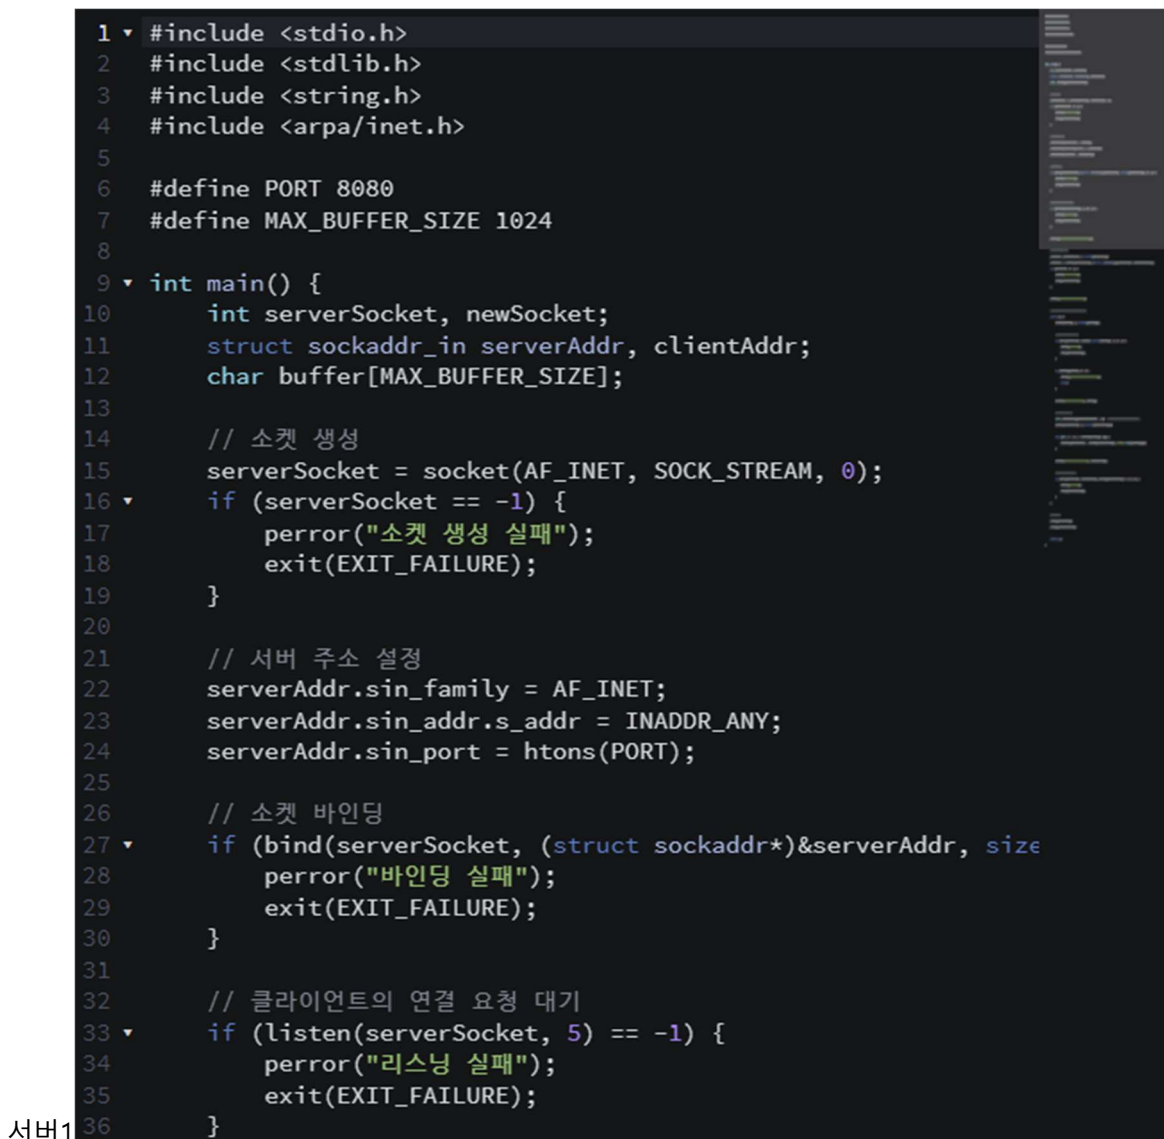 1 #include <stdio.h>
2 #include <stdlib.h>
3 #include <string.h>
4 #include <arpa/inet.h>
5
6 #define PORT 8080
7 #define MAX_BUFFER_SIZE 1024
8
9 int main() {
10     int serverSocket, newSocket;
11     struct sockaddr_in serverAddr, clientAddr;
12     char buffer[MAX_BUFFER_SIZE];
13
14     // 소켓 생성
15     serverSocket = socket(AF_INET, SOCK_STREAM, 0);
16     if (serverSocket == -1) {
17         perror("소켓 생성 실패");
18         exit(EXIT_FAILURE);
19     }
20
21     // 서버 주소 설정
22     serverAddr.sin_family = AF_INET;
23     serverAddr.sin_addr.s_addr = INADDR_ANY;
24     serverAddr.sin_port = htons(PORT);
25
26     // 소켓 바인딩
27     if (bind(serverSocket, (struct sockaddr*)&serverAddr, size
28         perror("바인딩 실패");
29         exit(EXIT_FAILURE);
30     }
31
32     // 클라이언트의 연결 요청 대기
33     if (listen(serverSocket, 5) == -1) {
34         perror("리스닝 실패");
35         exit(EXIT_FAILURE);
서버1 36     }